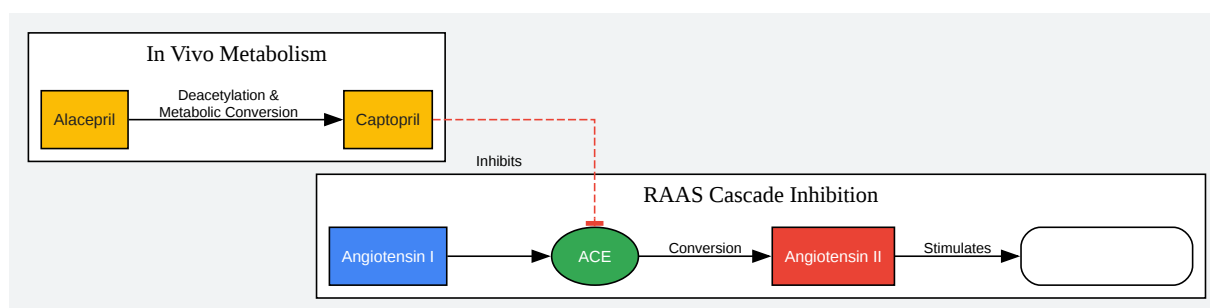 In Vivo Metabolism
Alacepril
Deacetylation &
Metabolic Conversion
Captopril
Inhibits
RAAS Cascade Inhibition
Angiotensin I
ACE
Conversion
Angiotensin II
Stimulates